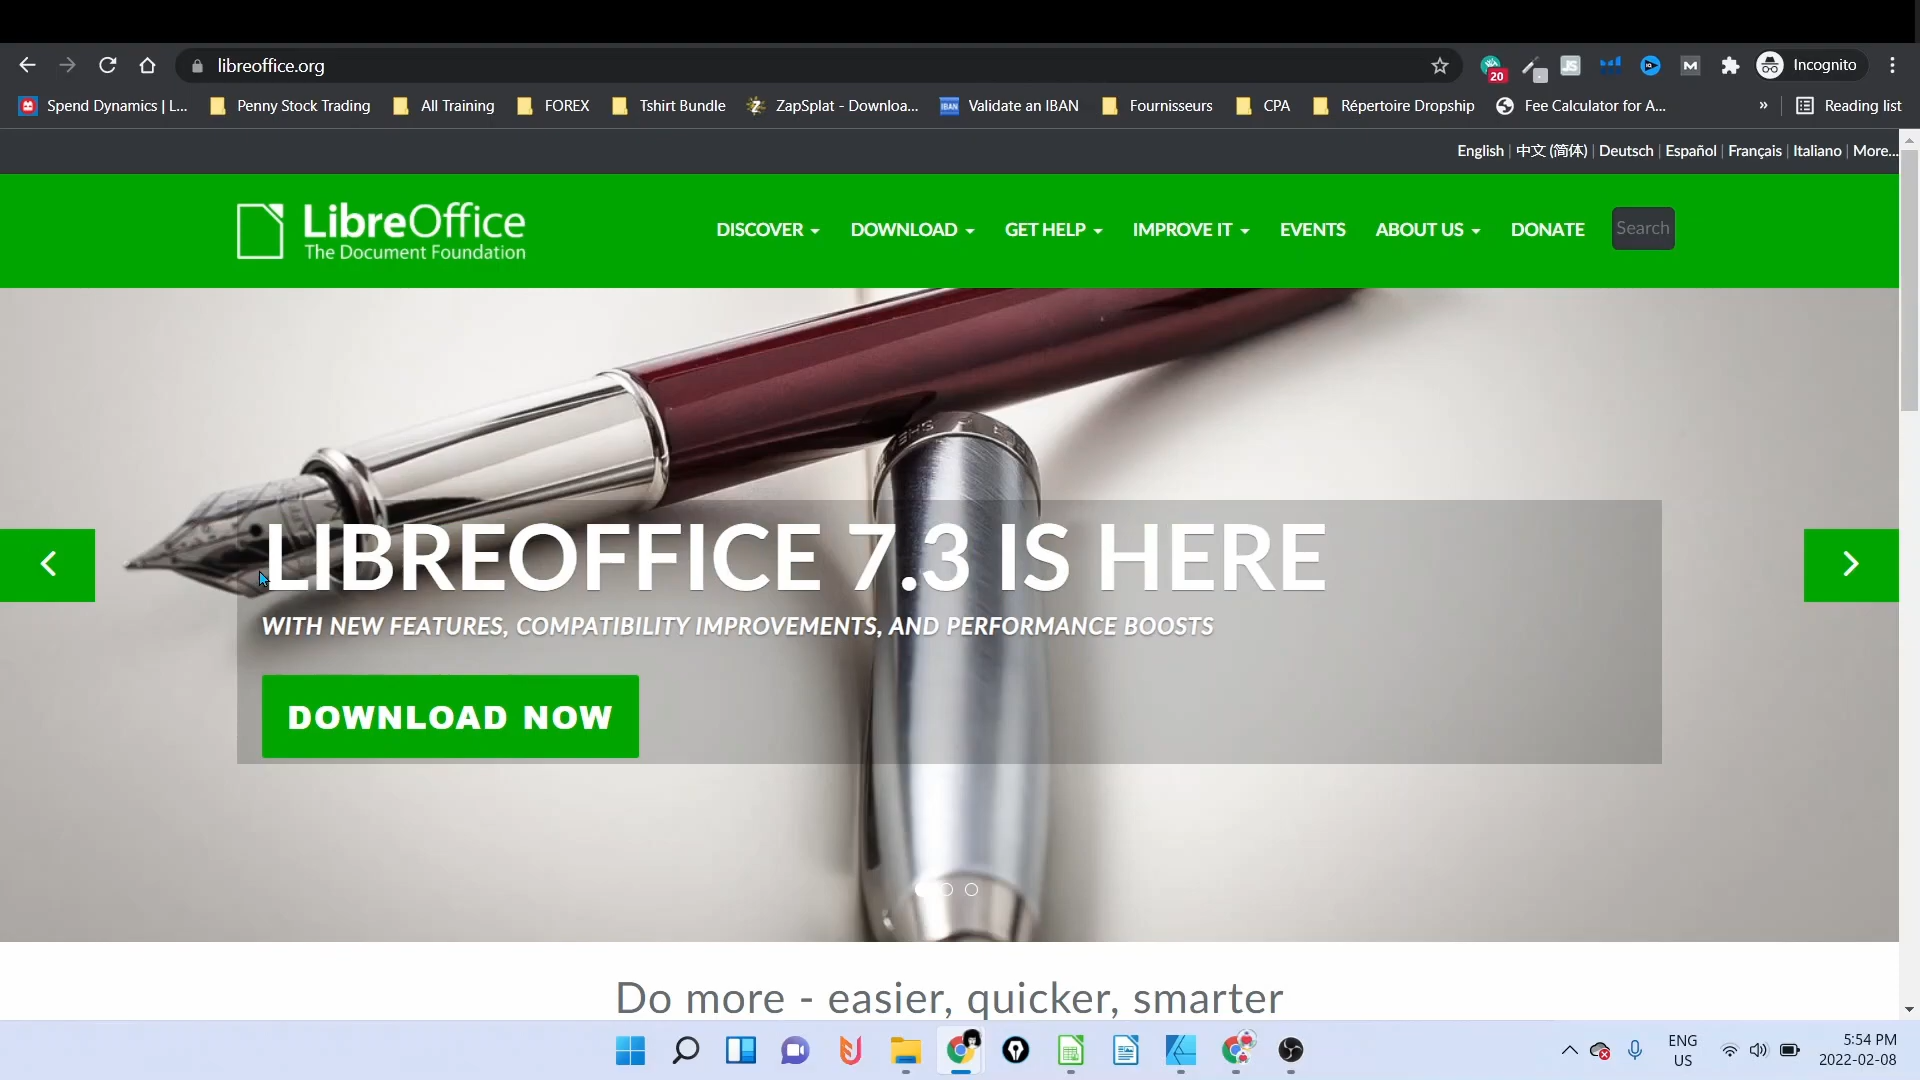 libreoffice.org
20
JS
M
Incognito
Spend Dynamics | L...
Penny Stock Trading
All Training
FOREX
Tshirt Bundle
ZapSplat - Downloa...
IBAN
Validate an IBAN
Fournisseurs
CPA
Répertoire Dropship
Fee Calculator for A...
»
Reading list
English | 中文 (简体) | Deutsch | Español | Français | Italiano | More...
LibreOffice
The Document Foundation
DISCOVER
DOWNLOAD
GET HELP
IMPROVE IT
EVENTS
ABOUT US
DONATE
Search
LIBREOFFICE 7.3 IS HERE
WITH NEW FEATURES, COMPATIBILITY IMPROVEMENTS, AND PERFORMANCE BOOSTS
DOWNLOAD NOW
Do more - easier, quicker, smarter
ENG
US
5:54 PM
2022-02-08